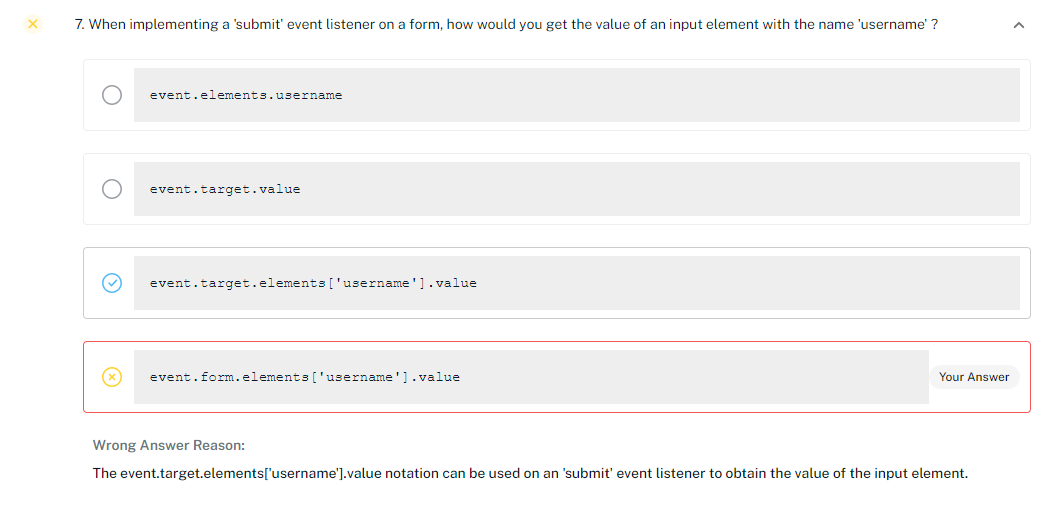 7. When implementing a 'submit' event listener on a form, how would you get the value of an input element with the name 'username' ?
event.elements.username
event.target.value
event.target.elements['username'].value
event.form.elements['username'].value
Your Answer
Wrong Answer Reason:
The event.target.elements['username'].value notation can be used on an 'submit' event listener to obtain the value of the input element.